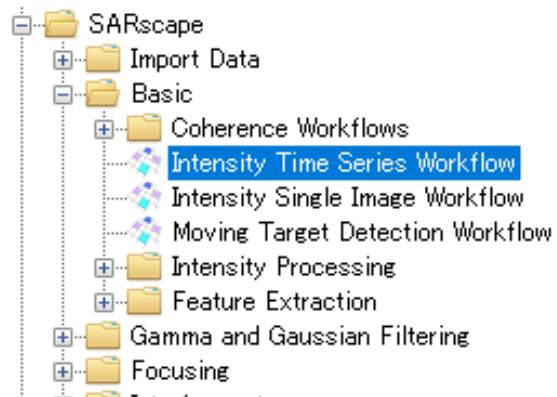 SARscape
Import Data
Basic
Coherence Workflows
Intensity Time Series Workflow
Intensity Single Image Workflow
Moving Target Detection Workflow
Intensity Processing
Feature Extraction
Gamma and Gaussian Filtering
Focusing